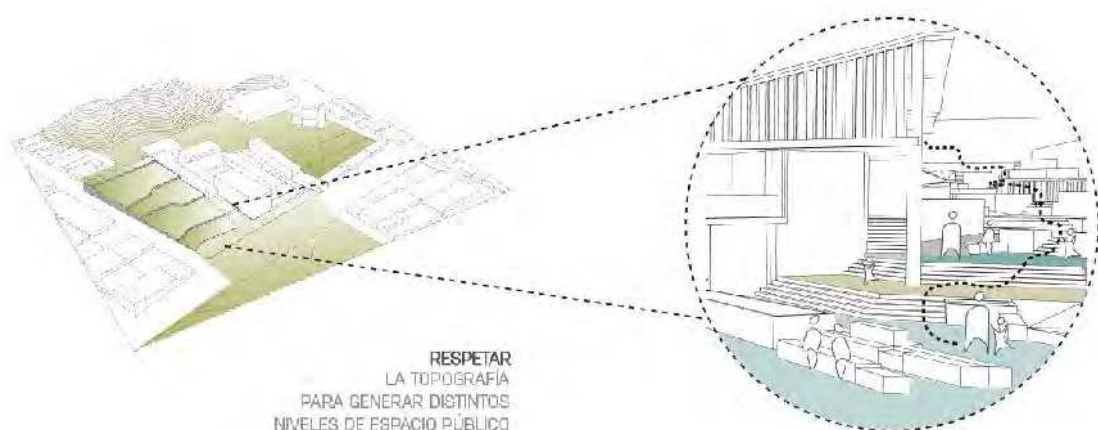 RESPETAR
LA TOPOGRAFÍA
PARA GENERAR DISTINTOS
NIVELES DE ESPACIO PÚBLICO